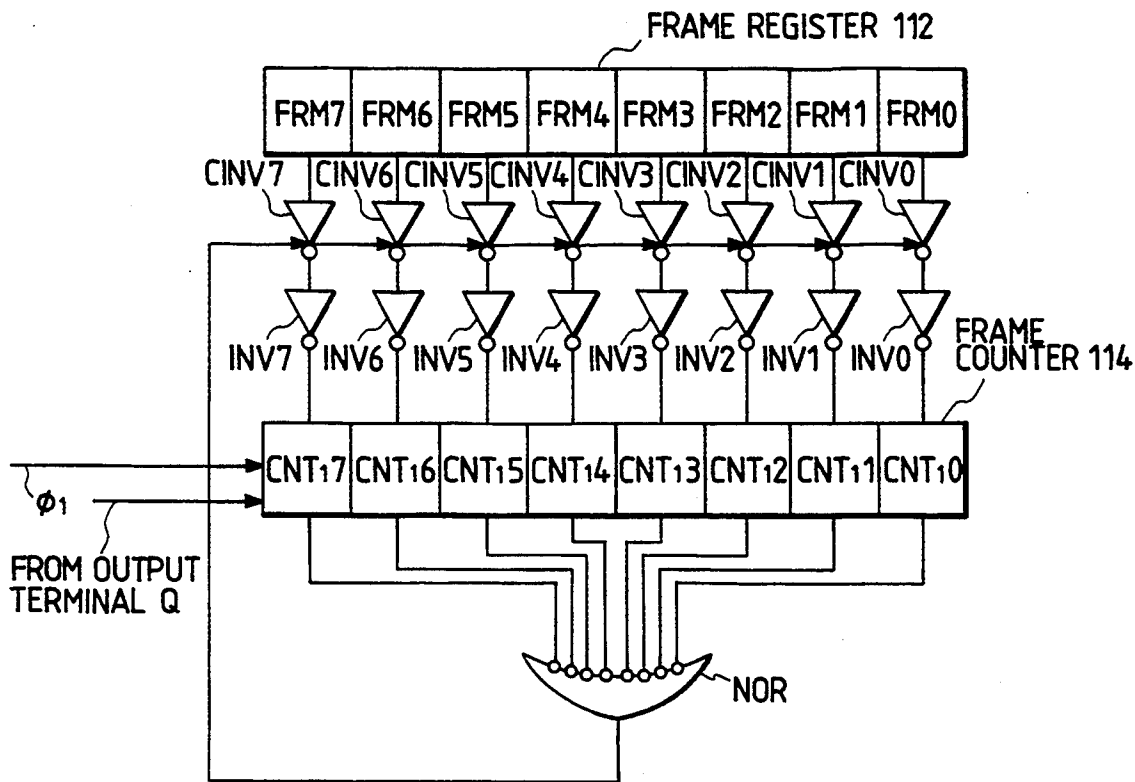 FRAME REGISTER 112
FRM7 FRM6 FRM5 FRM4 FRM3 FRM2 FRM1 FRM0
CINV7 CINV6 CINV5 CINV4 CINV3 CINV2 CINV1 CINV0
INV7 INV6 INV5 INV4 INV3 INV2 INV1 INV0
FRAME
COUNTER 114
CNT₁7 CNT₁6 CNT₁5 CNT₁4 CNT₁3 CNT₁2 CNT₁1 CNT₁0
ϕ₁
FROM OUTPUT
TERMINAL Q
NOR